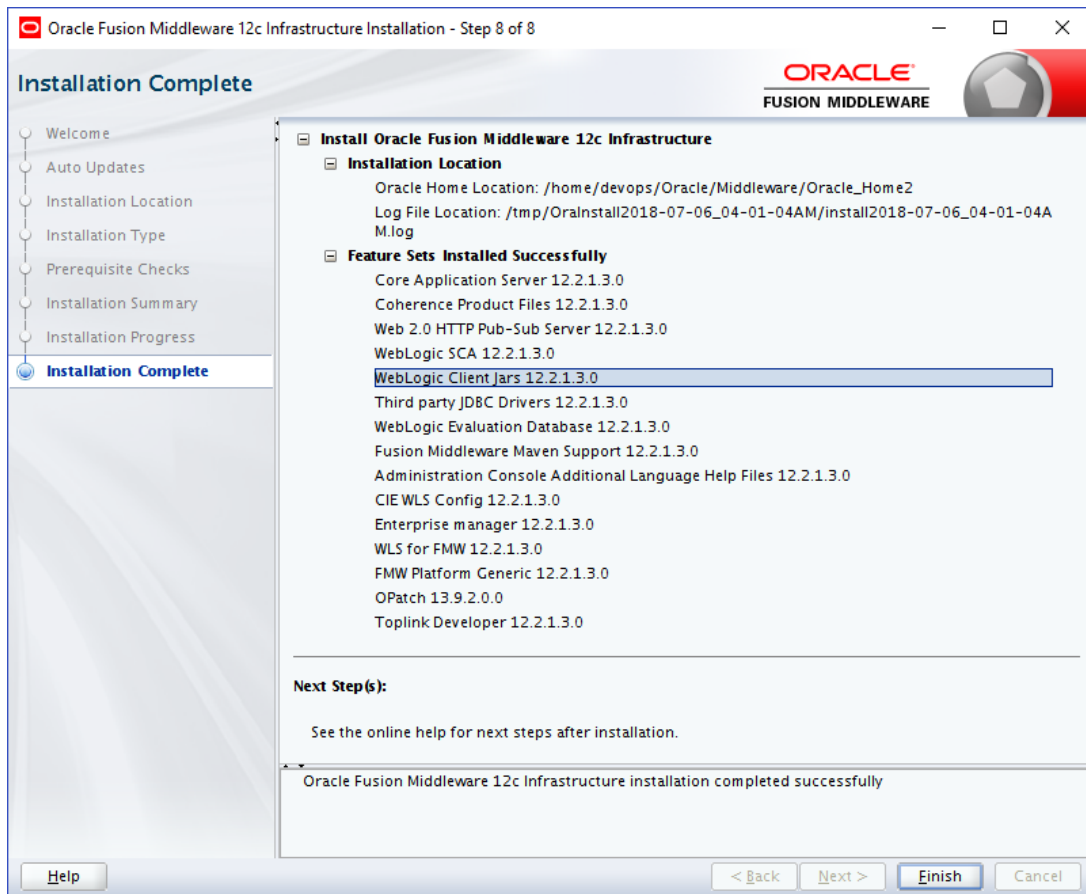 Oracle Fusion Middleware 12c Infrastructure Installation - Step 8 of 8
Installation Complete
ORACLE
FUSION MIDDLEWARE
Welcome
Auto Updates
Installation Location
Installation Type
Prerequisite Checks
Installation Summary
Installation Progress
Installation Complete
Install Oracle Fusion Middleware 12c Infrastructure
Installation Location
Oracle Home Location: /home/devops/Oracle/Middleware/Oracle_Home2
Log File Location: /tmp/OraInstall2018-07-06_04-01-04AM/install2018-07-06_04-01-04A
M.log
Feature Sets Installed Successfully
Core Application Server 12.2.1.3.0
Coherence Product Files 12.2.1.3.0
Web 2.0 HTTP Pub-Sub Server 12.2.1.3.0
WebLogic SCA 12.2.1.3.0
WebLogic Client Jars 12.2.1.3.0
Third party JDBC Drivers 12.2.1.3.0
WebLogic Evaluation Database 12.2.1.3.0
Fusion Middleware Maven Support 12.2.1.3.0
Administration Console Additional Language Help Files 12.2.1.3.0
CIE WLS Config 12.2.1.3.0
Enterprise manager 12.2.1.3.0
WLS for FMW 12.2.1.3.0
FMW Platform Generic 12.2.1.3.0
OPatch 13.9.2.0.0
Toplink Developer 12.2.1.3.0
Next Step(s):
See the online help for next steps after installation.
Oracle Fusion Middleware 12c Infrastructure installation completed successfully
Help
< Back
Next >
Finish
Cancel